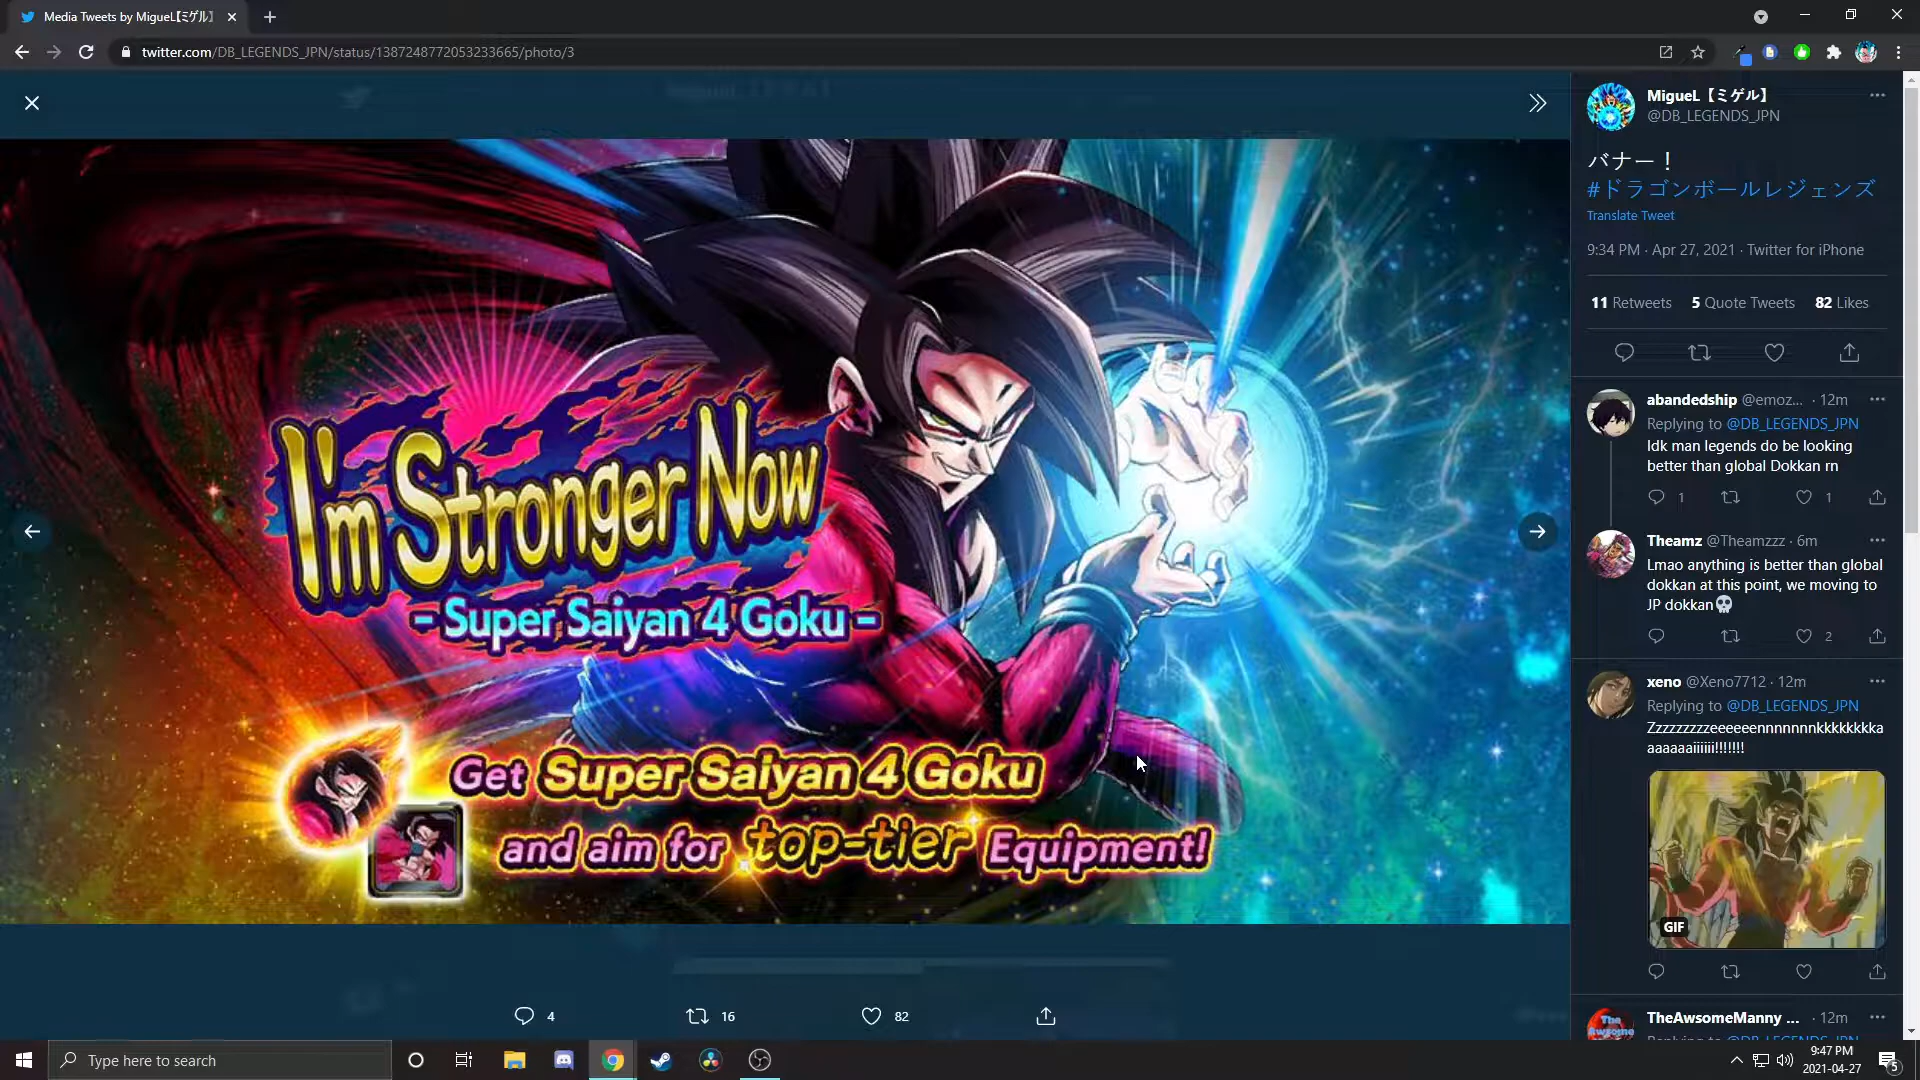 Media Tweets by MigueL【ミゲル】
twitter.com/DB_LEGENDS_JPN/status/1387248772053233665/photo/3
I'm Stronger Now
- Super Saiyan 4 Goku -
Get Super Saiyan 4 Goku
and aim for top-tier Equipment!
4
16
82
MigueL【ミゲル】
@DB_LEGENDS_JPN
バナー！
#ドラゴンボールレジェンズ
Translate Tweet
9:34 PM · Apr 27, 2021 · Twitter for iPhone
11 Retweets 5 Quote Tweets 82 Likes
abandedship @emoz... · 12m
Replying to @DB_LEGENDS_JPN
Idk man legends do be looking
better than global Dokkan rn
1
1
Theamz @Theamzzz · 6m
Lmao anything is better than global
dokkan at this point, we moving to
JP dokkan💀
2
xeno @Xeno7712 · 12m
Replying to @DB_LEGENDS_JPN
Zzzzzzzzzeeeeeennnnnnnkkkkkkkka
aaaaaaiiiiii!!!!!!!
GIF
The
TheAwsomeManny ... · 12m
Type here to search
9:47 PM
2021-04-27
5